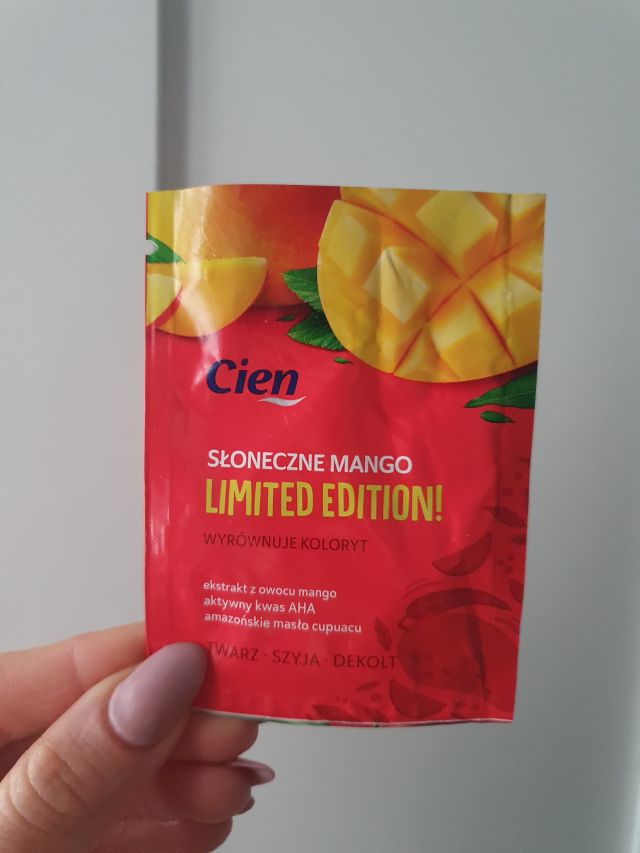 Cien
SŁONECZNE MANGO
LIMITED EDITION!
WYRÓWNUJE KOLORYT
ekstrakt z owocu mango
aktywny kwas AHA
amazońskie masło cupuacu
TWARZ · SZYJA · DEKOLT